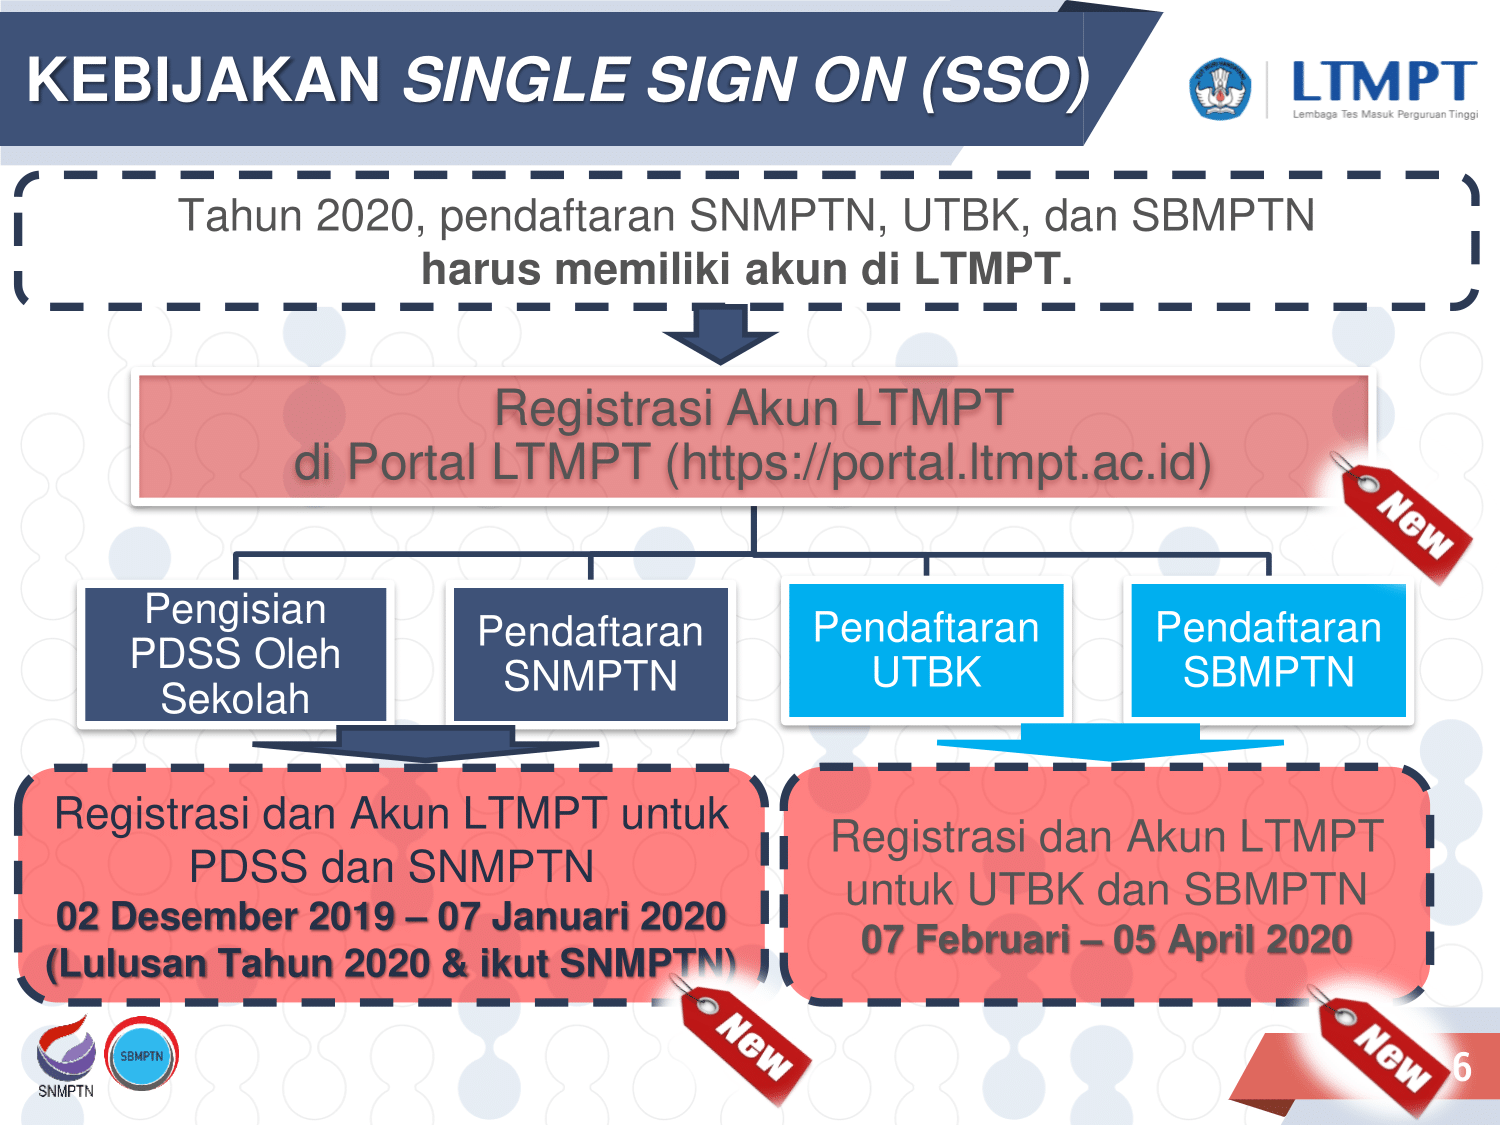 KEBIJAKAN SINGLE SIGN ON (SSO)
LTMPT
Lembaga Tes Masuk Perguruan Tinggi
Tahun 2020, pendaftaran SNMPTN, UTBK, dan SBMPTN
harus memiliki akun di LTMPT.
Registrasi Akun LTMPT
di Portal LTMPT (https://portal.ltmpt.ac.id)
New
Pengisian
PDSS Oleh
Sekolah
Pendaftaran
SNMPTN
Pendaftaran
UTBK
Pendaftaran
SBMPTN
Registrasi dan Akun LTMPT untuk
PDSS dan SNMPTN
02 Desember 2019 – 07 Januari 2020
(Lulusan Tahun 2020 & ikut SNMPTN)
New
Registrasi dan Akun LTMPT
untuk UTBK dan SBMPTN
07 Februari – 05 April 2020
New
SNMPTN
SBMPTN
6